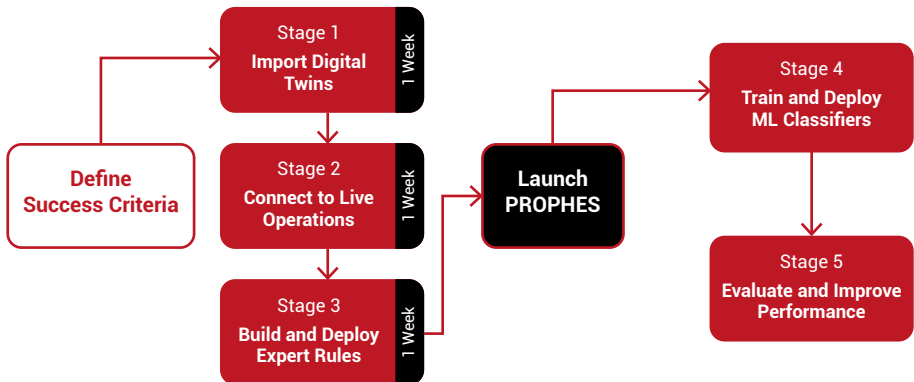 Define
Success Criteria
Stage 1
Import Digital
Twins
1 Week
Stage 2
Connect to Live
Operations
1 Week
Stage 3
Build and Deploy
Expert Rules
1 Week
Launch
PROPHES
Stage 4
Train and Deploy
ML Classifiers
Stage 5
Evaluate and Improve
Performance